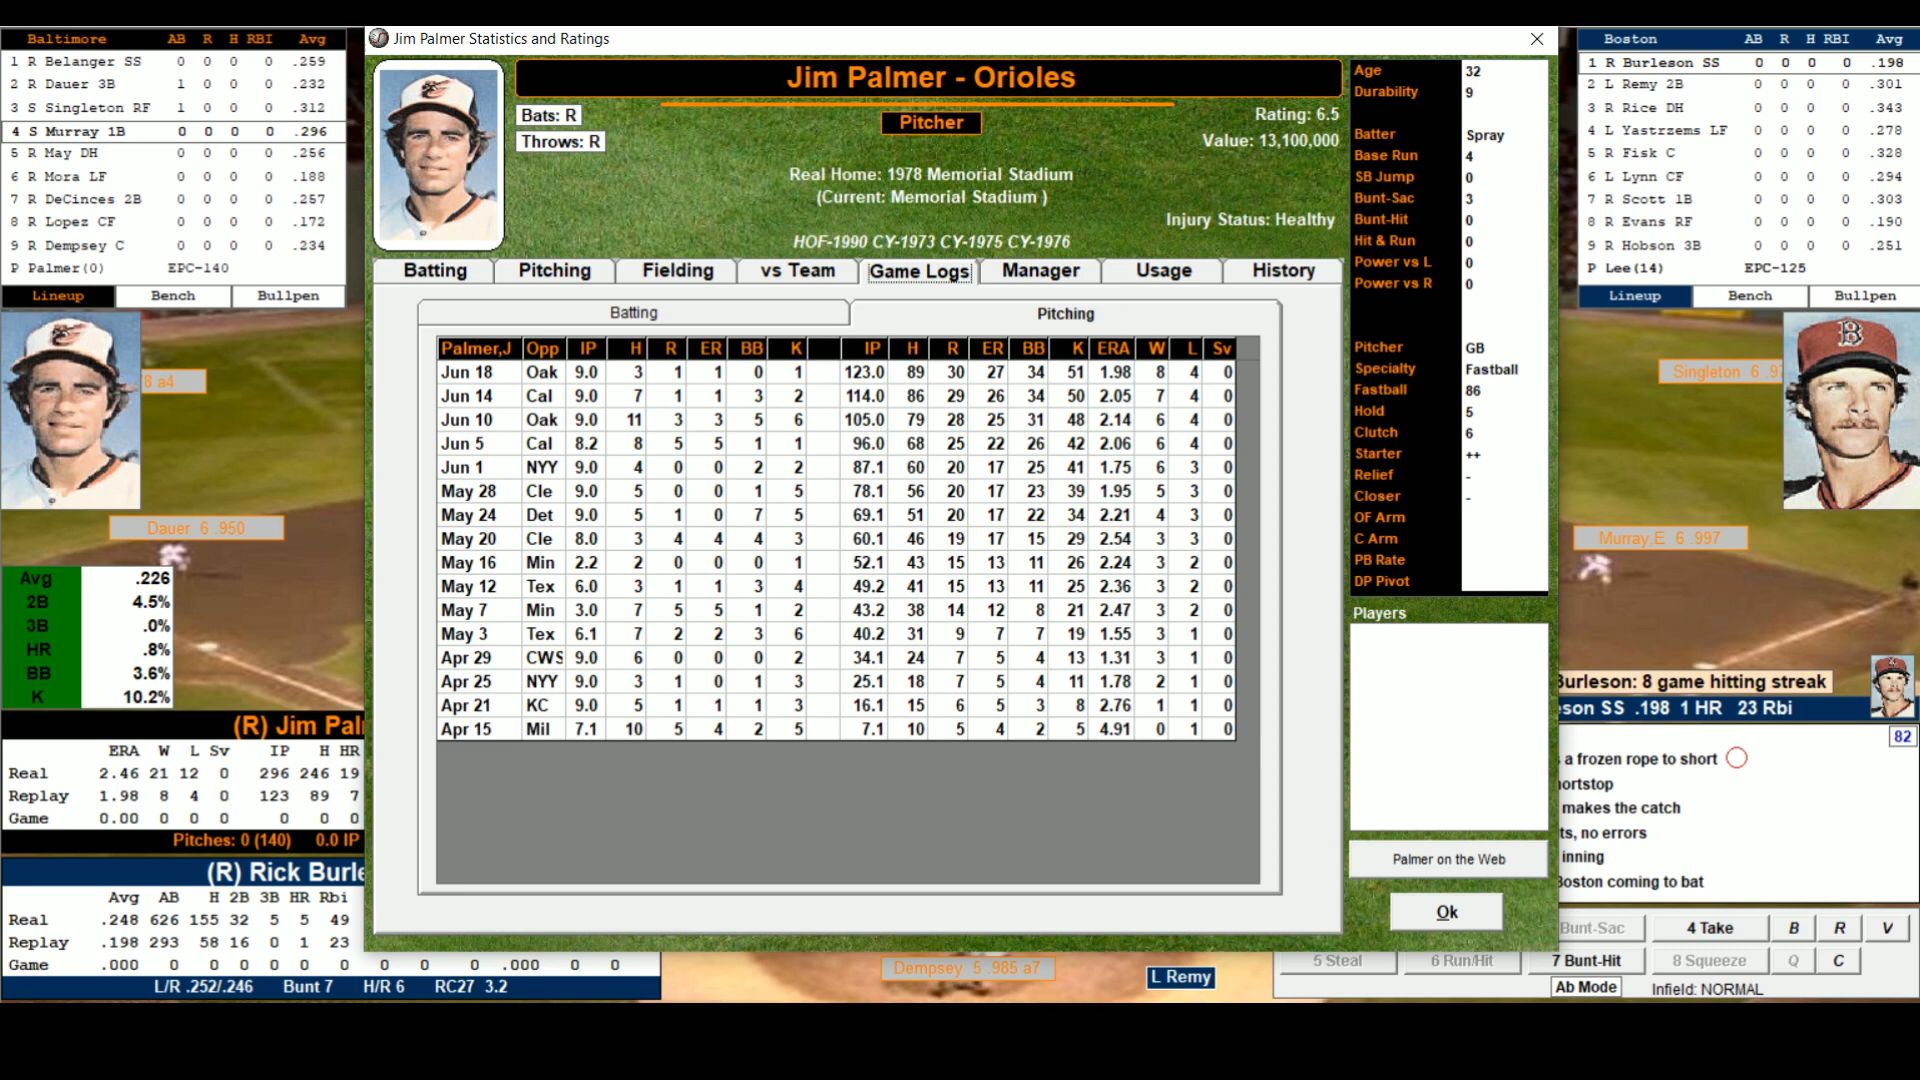 Jim Palmer Statistics and Ratings
Baltimore AB R H RBI Avg
1 R Belanger SS 0 0 0 0 .259
2 R Dauer 3B 1 0 0 0 .232
3 S Singleton RF 1 0 0 0 .312
4 S Murray 1B 0 0 0 0 .296
5 R May DH 0 0 0 0 .256
6 R Mora LF 0 0 0 0 .188
7 R DeCinces 2B 0 0 0 0 .257
8 R Lopez CF 0 0 0 0 .172
9 R Dempsey C 0 0 0 0 .234
P Palmer(0) EPC-140
Lineup Bench Bullpen
8 a4
Dauer 6 .950
Avg .226
2B 4.5%
3B .0%
HR .8%
BB 3.6%
K 10.2%
(R) Jim Pal
ERA W L Sv IP H HR
Real 2.46 21 12 0 296 246 19
Replay 1.98 8 4 0 123 89 7
Game 0.00 0 0 0 0 0 0
Pitches: 0 (140) 0.0 IP
(R) Rick Burle
Avg AB H 2B 3B HR Rbi
Real .248 626 155 32 5 5 49
Replay .198 293 58 16 0 1 23
Game .000 0 0 0 0 0 0 0 0 0 .000 0 0
L/R .252/.246 Bunt 7 H/R 6 RC27 3.2
Jim Palmer - Orioles
Bats: R
Throws: R
Pitcher
Rating: 6.5
Value: 13,100,000
Real Home: 1978 Memorial Stadium
(Current: Memorial Stadium )
Injury Status: Healthy
HOF-1990 CY-1973 CY-1975 CY-1976
Batting Pitching Fielding vs Team Game Logs Manager Usage History
Batting Pitching
Palmer,J Opp IP H R ER BB K IP H R ER BB K ERA W L Sv
Jun 18 Oak 9.0 3 1 1 0 1 123.0 89 30 27 34 51 1.98 8 4 0
Jun 14 Cal 9.0 7 1 1 3 2 114.0 86 29 26 34 50 2.05 7 4 0
Jun 10 Oak 9.0 11 3 3 5 6 105.0 79 28 25 31 48 2.14 6 4 0
Jun 5 Cal 8.2 8 5 5 1 1 96.0 68 25 22 26 42 2.06 6 4 0
Jun 1 NYY 9.0 4 0 0 2 2 87.1 60 20 17 25 41 1.75 6 3 0
May 28 Cle 9.0 5 0 0 1 5 78.1 56 20 17 23 39 1.95 5 3 0
May 24 Det 9.0 5 1 0 7 5 69.1 51 20 17 22 34 2.21 4 3 0
May 20 Cle 8.0 3 4 4 4 3 60.1 46 19 17 15 29 2.54 3 3 0
May 16 Min 2.2 2 0 0 0 1 52.1 43 15 13 11 26 2.24 3 2 0
May 12 Tex 6.0 3 1 1 3 4 49.2 41 15 13 11 25 2.36 3 2 0
May 7 Min 3.0 7 5 5 1 2 43.2 38 14 12 8 21 2.47 3 2 0
May 3 Tex 6.1 7 2 2 3 6 40.2 31 9 7 7 19 1.55 3 1 0
Apr 29 CWS 9.0 6 0 0 0 2 34.1 24 7 5 4 13 1.31 3 1 0
Apr 25 NYY 9.0 3 1 0 1 3 25.1 18 7 5 4 11 1.78 2 1 0
Apr 21 KC 9.0 5 1 1 1 3 16.1 15 6 5 3 8 2.76 1 1 0
Apr 15 Mil 7.1 10 5 4 2 5 7.1 10 5 4 2 5 4.91 0 1 0
Age 32
Durability 9
Batter Spray
Base Run 4
SB Jump 0
Bunt-Sac 3
Bunt-Hit 0
Hit & Run 0
Power vs L 0
Power vs R 0
Pitcher GB
Specialty Fastball
Fastball 86
Hold 5
Clutch 6
Starter ++
Relief -
Closer -
OF Arm
C Arm
PB Rate
DP Pivot
Players
Palmer on the Web
Ok
Boston AB R H RBI Avg
1 R Burleson SS 0 0 0 0 .198
2 L Remy 2B 0 0 0 0 .301
3 R Rice DH 0 0 0 0 .343
4 L Yastrzems LF 0 0 0 0 .278
5 R Fisk C 0 0 0 0 .328
6 L Lynn CF 0 0 0 0 .294
7 R Scott 1B 0 0 0 0 .303
8 R Evans RF 0 0 0 0 .190
9 R Hobson 3B 0 0 0 0 .251
P Lee(14) EPC-125
Lineup Bench Bullpen
Singleton 6 .9
Murray,E 6 .997
Burleson: 8 game hitting streak
son SS .198 1 HR 23 Rbi
82
a frozen rope to short
ortstop
makes the catch
ts, no errors
inning
Boston coming to bat
Bunt-Sac 4 Take B R V
5 Steal 6 Run/Hit 7 Bunt-Hit 8 Squeeze Q C
Ab Mode Infield: NORMAL
Dempsey 5 .985 a7
L Remy